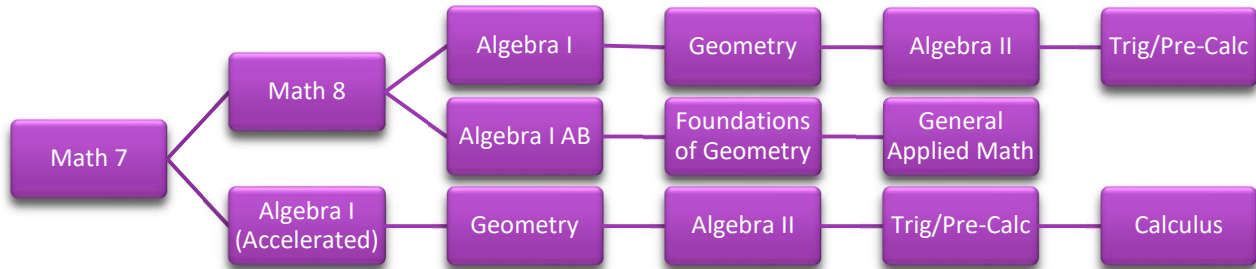 Algebra I
Geometry
Algebra II
Trig/Pre-Calc
Math 8
Algebra I AB
Foundations
of Geometry
General
Applied Math
Math 7
Algebra I
(Accelerated)
Geometry
Algebra II
Trig/Pre-Calc
Calculus